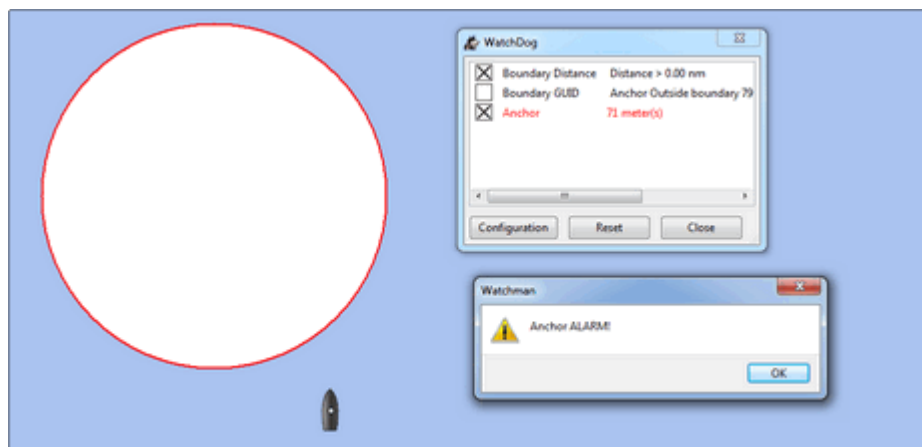 WatchDog
Boundary Distance Distance > 0.00 nm
Boundary GUID Anchor Outside boundary 79
Anchor 71 meter(s)
Configuration Reset Close
Watchman
Anchor ALARM!
OK